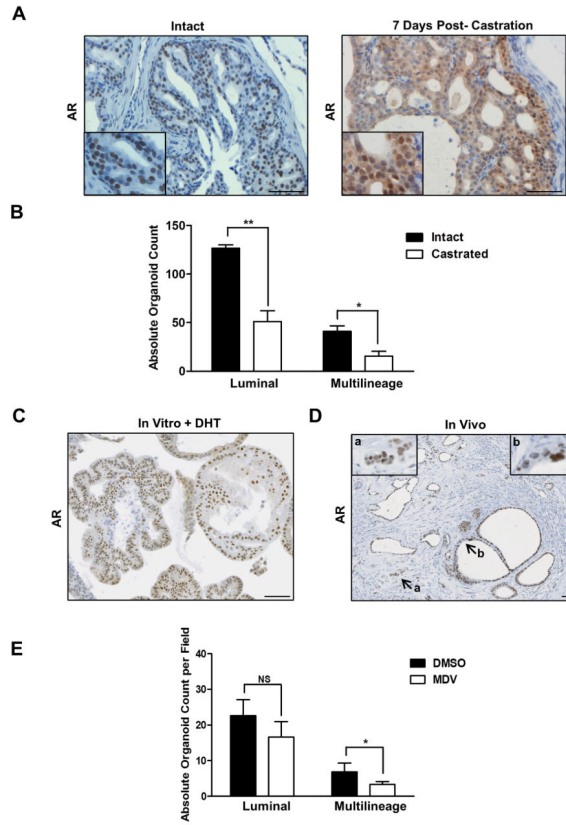 A
Intact
7 Days Post- Castration
AR
AR
B
Absolute Organoid Count
150
100
50
0
**
*
Intact
Castrated
Luminal
Multilineage
C
In Vitro + DHT
AR
D
In Vivo
AR
a
b
b
a
E
Absolute Organoid Count per Field
40
30
20
10
0
NS
*
DMSO
MDV
Luminal
Multilineage